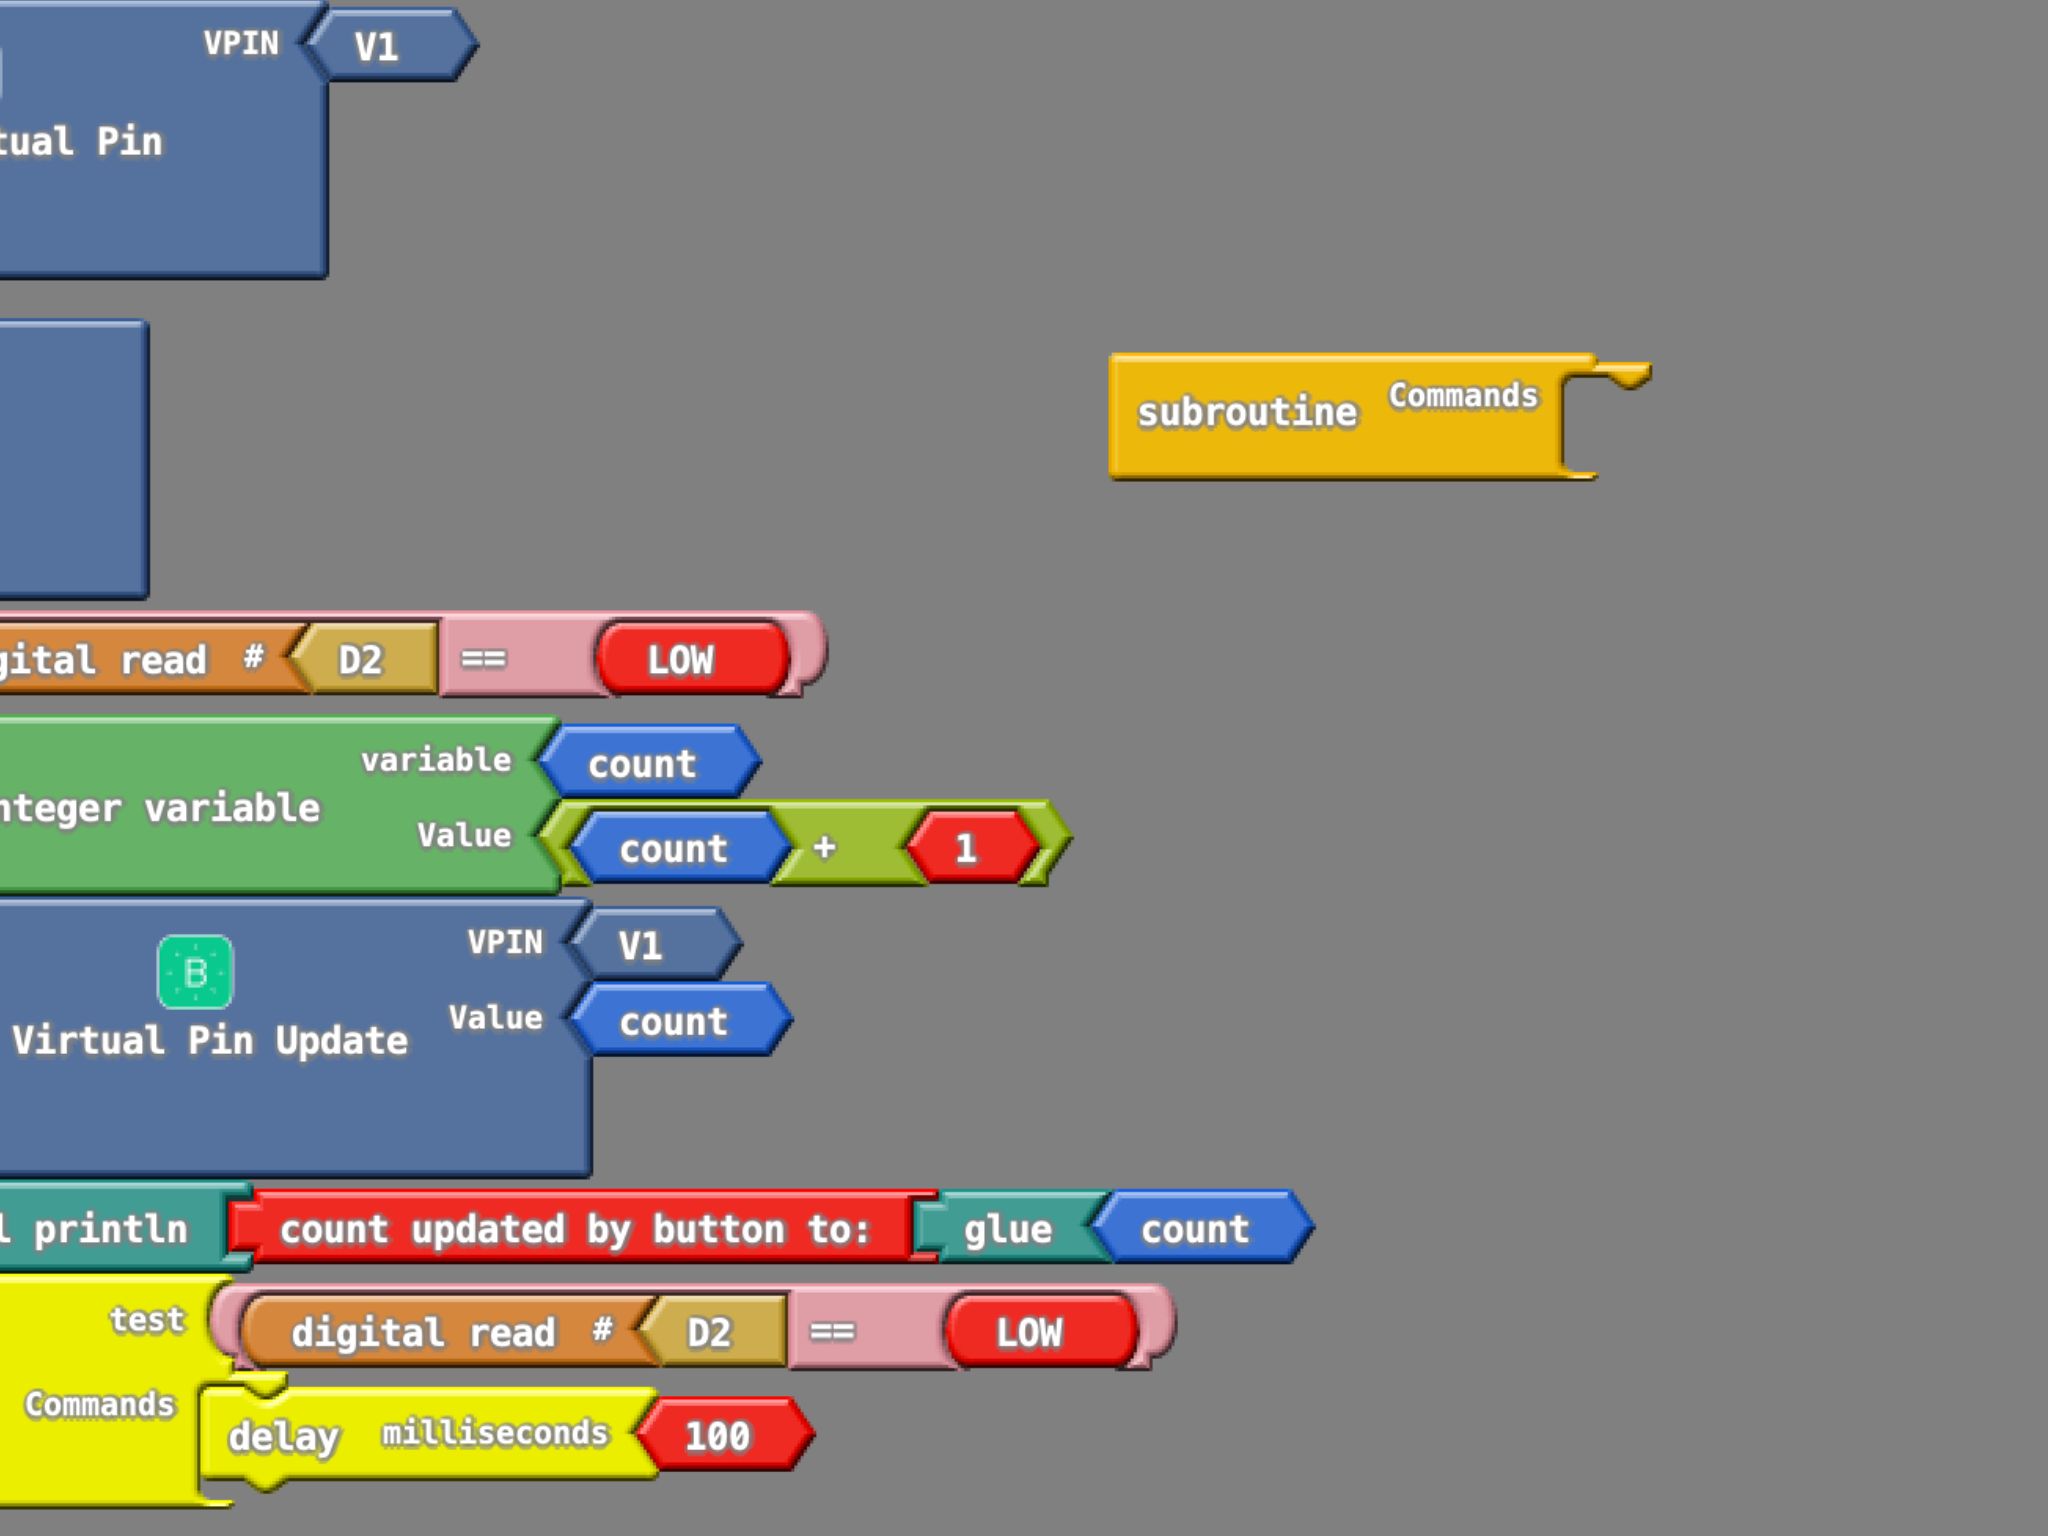 VPIN V1
tual Pin
subroutine Commands
gital read # D2 == LOW
variable count
nteger variable
Value count + 1
VPIN V1
B
Value count
Virtual Pin Update
l println count updated by button to: glue count
test digital read # D2 == LOW
Commands delay milliseconds 100